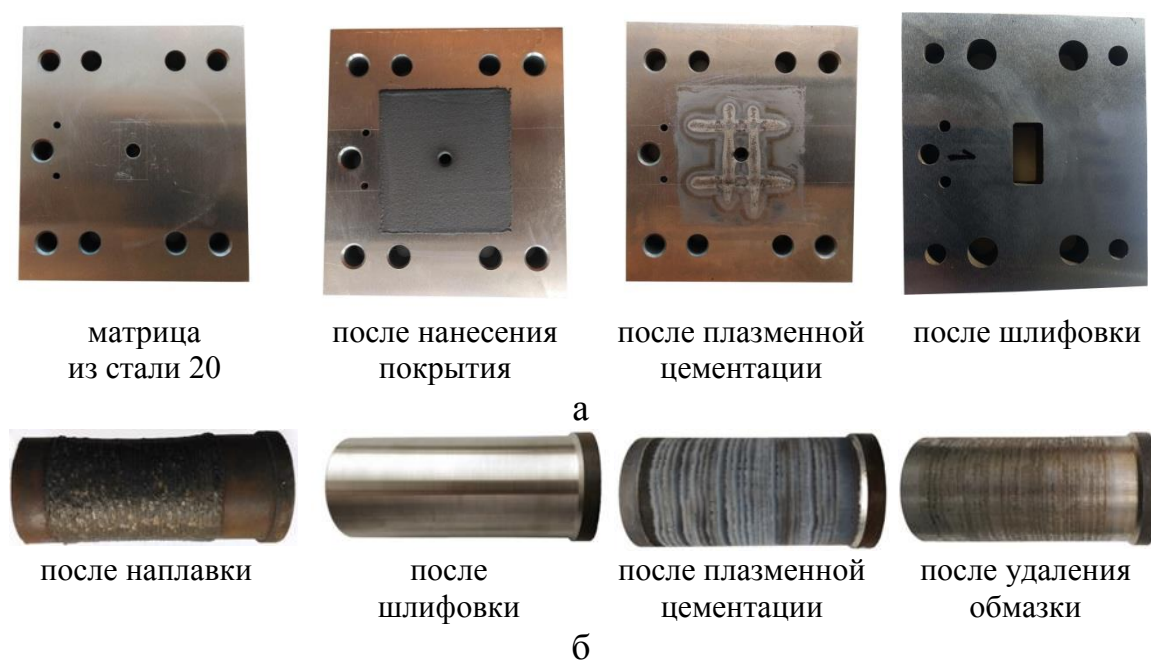 1
матрица
из стали 20
после нанесения
покрытия
после плазменной
цементации
после шлифовки
а
после наплавки
после
шлифовки
после плазменной
цементации
после удаления
обмазки
б